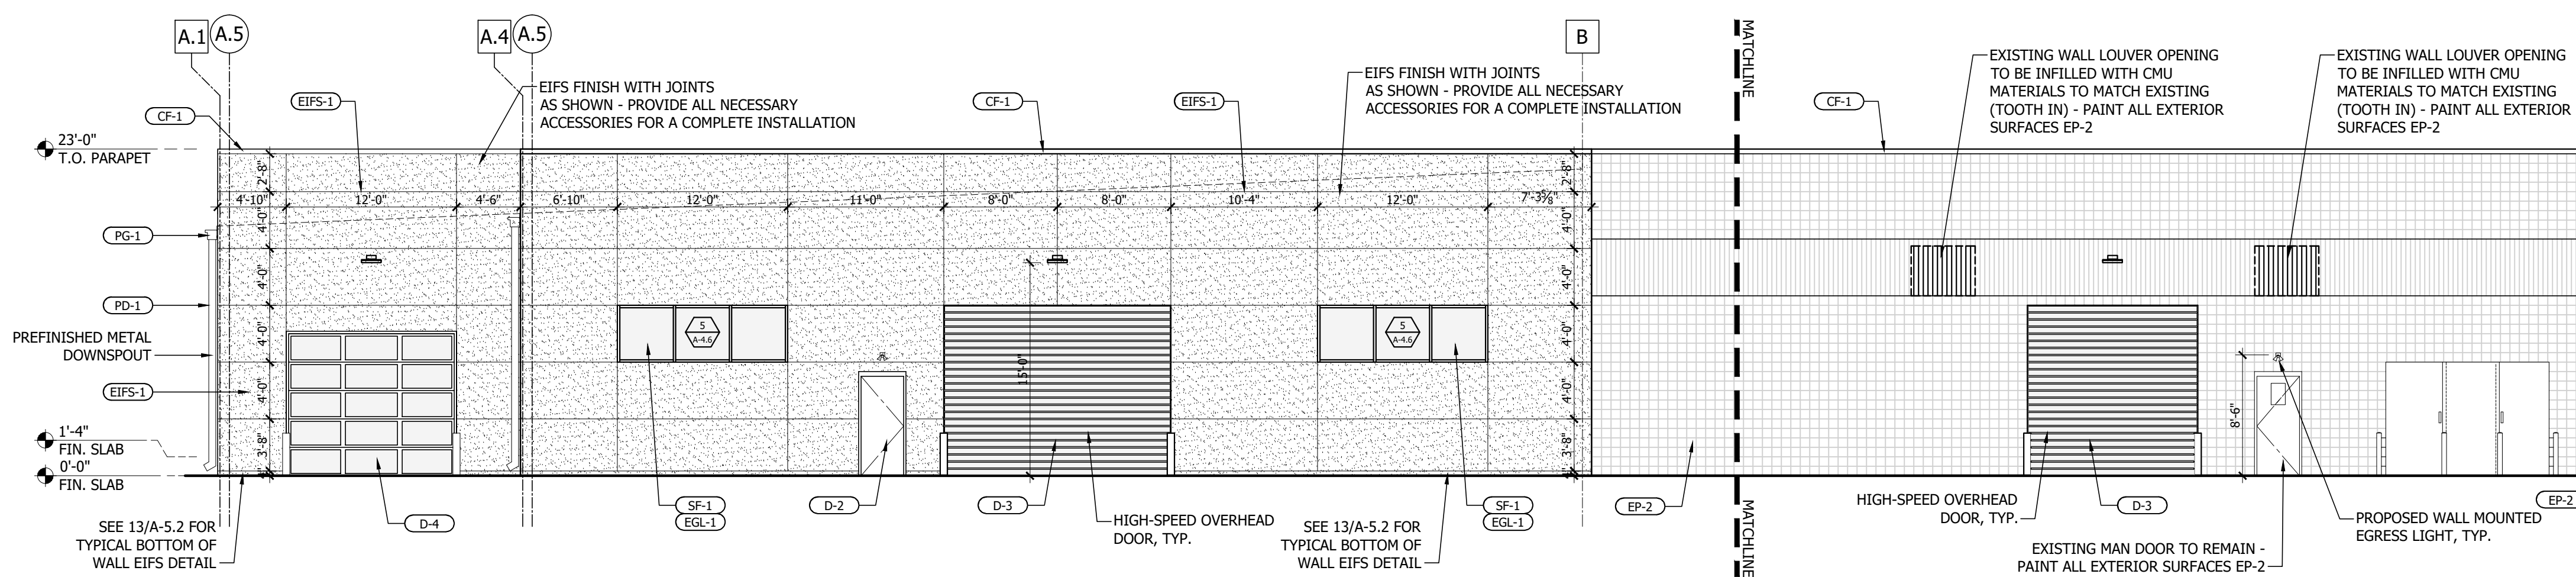 A.1
A.5
A.4
A.5
B
MATCHLINE
CF-1
EIFS-1
EIFS FINISH WITH JOINTS
AS SHOWN - PROVIDE ALL NECESSARY
ACCESSORIES FOR A COMPLETE INSTALLATION
CF-1
EIFS-1
EIFS FINISH WITH JOINTS
AS SHOWN - PROVIDE ALL NECESSARY
ACCESSORIES FOR A COMPLETE INSTALLATION
CF-1
EXISTING WALL LOUVER OPENING
TO BE INFILLED WITH CMU
MATERIALS TO MATCH EXISTING
(TOOTH IN) - PAINT ALL EXTERIOR
SURFACES EP-2
EXISTING WALL LOUVER OPENING
TO BE INFILLED WITH CMU
MATERIALS TO MATCH EXISTING
(TOOTH IN) - PAINT ALL EXTERIOR
SURFACES EP-2
23'-0"
T.O. PARAPET
2'-8"
2'-8"
4'-10"
12'-0"
4'-6"
6'-10"
12'-0"
11'-0"
8'-0"
8'-0"
10'-4"
12'-0"
7'-3⅝"
4'-0"
4'-0"
PG-1
4'-0"
4'-0"
PD-1
PREFINISHED METAL
DOWNSPOUT
4'-0"
5
A-4.6
5
A-4.6
4'-0"
15'-0"
EIFS-1
4'-0"
4'-0"
8'-6"
1'-4"
FIN. SLAB
3'-8"
3'-8"
0'-0"
FIN. SLAB
4"
4"
SEE 13/A-5.2 FOR
TYPICAL BOTTOM OF
WALL EIFS DETAIL
D-4
SF-1
EGL-1
D-2
D-3
HIGH-SPEED OVERHEAD
DOOR, TYP.
SEE 13/A-5.2 FOR
TYPICAL BOTTOM OF
WALL EIFS DETAIL
SF-1
EGL-1
EP-2
MATCHLINE
HIGH-SPEED OVERHEAD
DOOR, TYP.
D-3
EXISTING MAN DOOR TO REMAIN -
PAINT ALL EXTERIOR SURFACES EP-2
PROPOSED WALL MOUNTED
EGRESS LIGHT, TYP.
EP-2